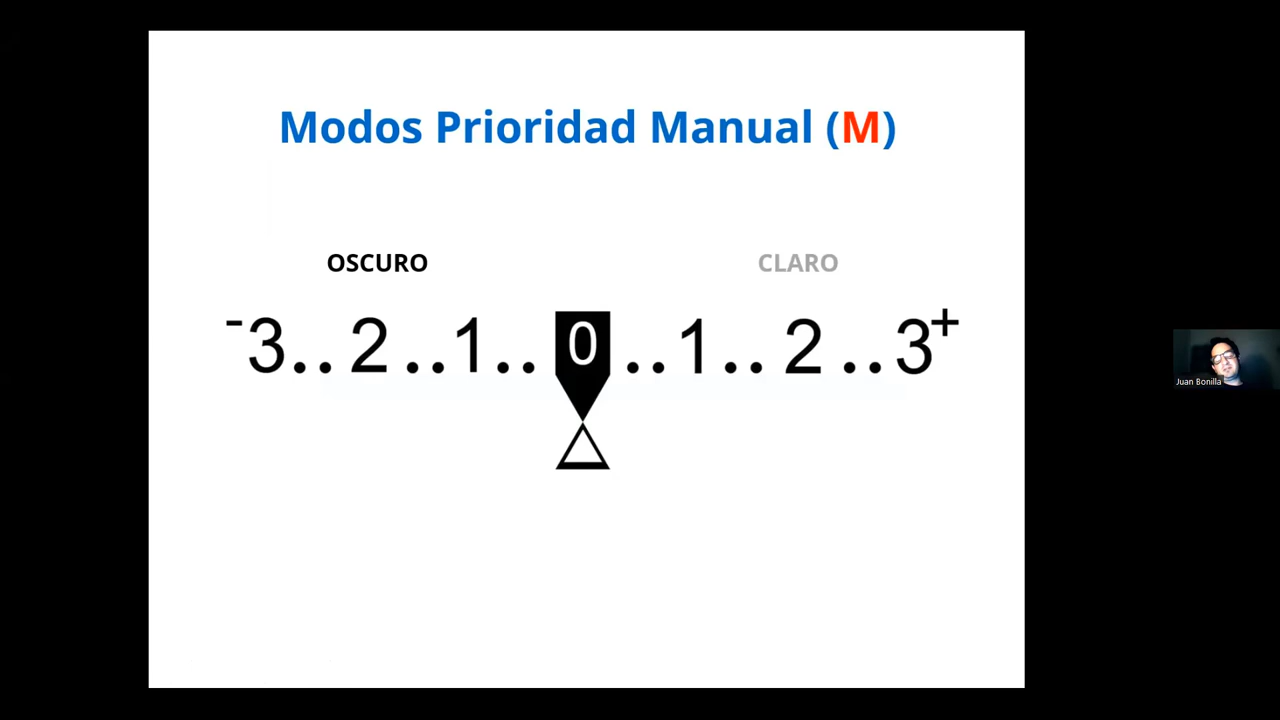 Modos Prioridad Manual (M)
OSCURO CLARO
-3..2..1..0..1..2..3+
Juan Bonilla